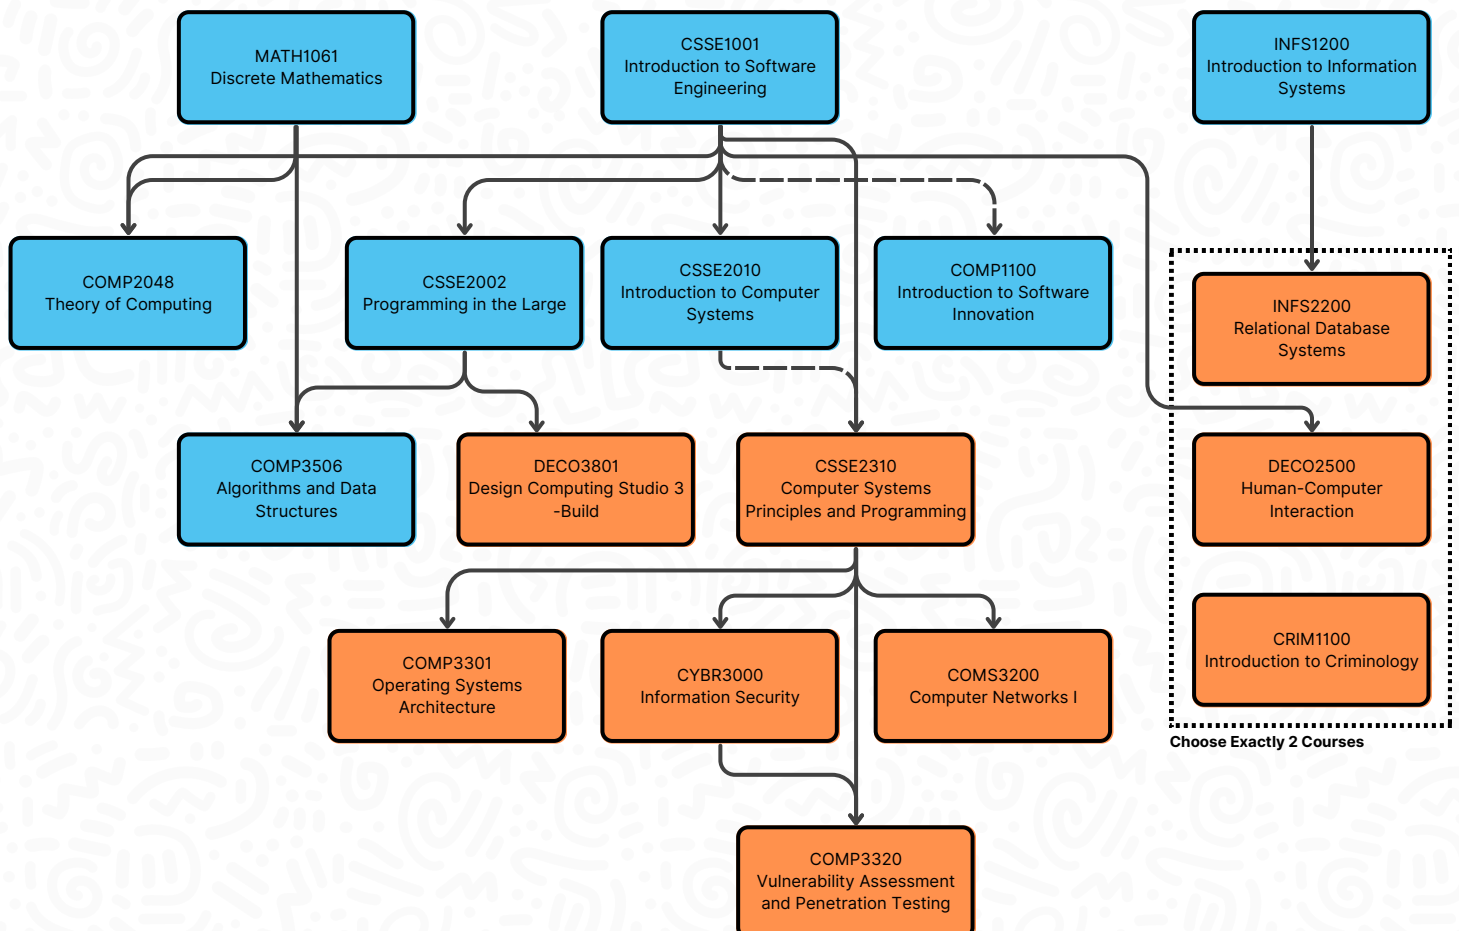 MATH1061
Discrete Mathematics
CSSE1001
Introduction to Software
Engineering
INFS1200
Introduction to Information
Systems
COMP2048
Theory of Computing
CSSE2002
Programming in the Large
CSSE2010
Introduction to Computer
Systems
COMP1100
Introduction to Software
Innovation
INFS2200
Relational Database
Systems
COMP3506
Algorithms and Data
Structures
DECO3801
Design Computing Studio 3
-Build
CSSE2310
Computer Systems
Principles and Programming
DECO2500
Human-Computer
Interaction
COMP3301
Operating Systems
Architecture
CYBR3000
Information Security
COMS3200
Computer Networks I
CRIM1100
Introduction to Criminology
Choose Exactly 2 Courses
COMP3320
Vulnerability Assessment
and Penetration Testing